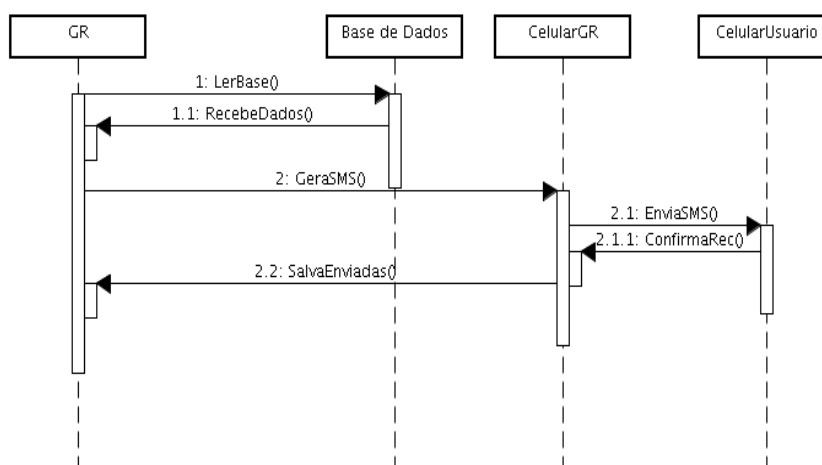 GR
Base de Dados
CelularGR
CelularUsuario
1: LerBase()
1.1: RecebeDados()
2: GeraSMS()
2.1: EnviaSMS()
2.1.1: ConfirmaRec()
2.2: SalvaEnviadas()